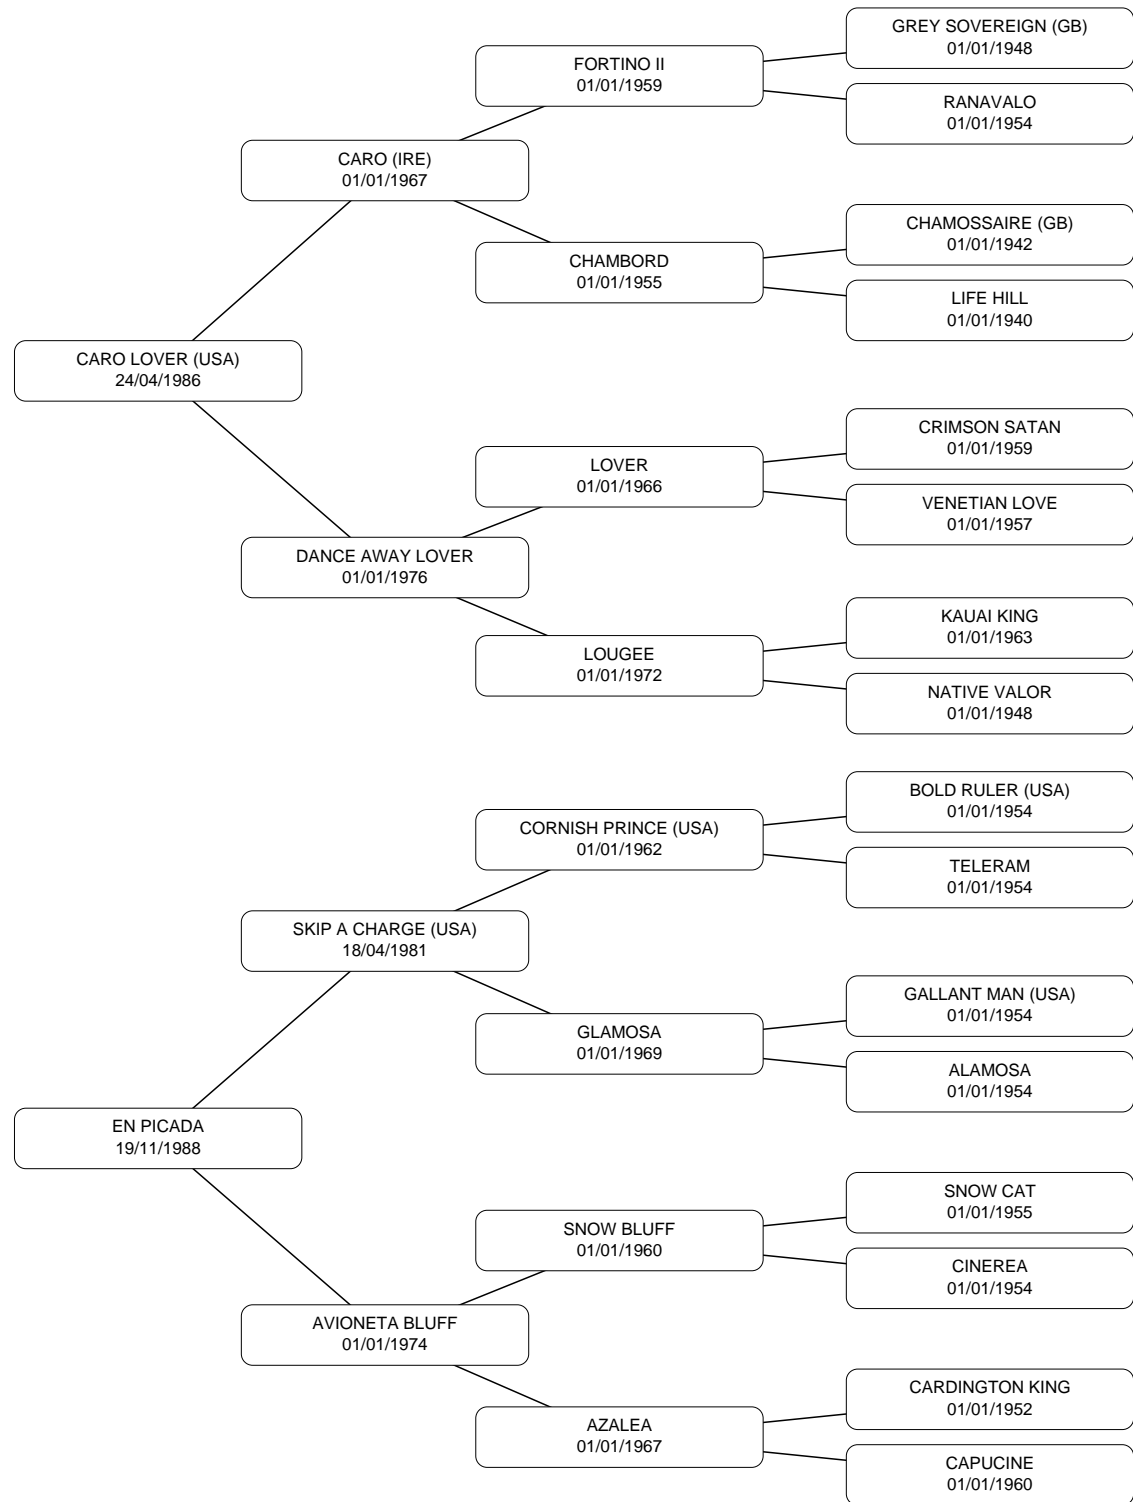 GREY SOVEREIGN (GB)
01/01/1948
FORTINO II
01/01/1959
RANAVALO
01/01/1954
CARO (IRE)
01/01/1967
CHAMOSSAIRE (GB)
01/01/1942
CHAMBORD
01/01/1955
LIFE HILL
01/01/1940
CARO LOVER (USA)
24/04/1986
CRIMSON SATAN
01/01/1959
LOVER
01/01/1966
VENETIAN LOVE
01/01/1957
DANCE AWAY LOVER
01/01/1976
KAUAI KING
01/01/1963
LOUGEE
01/01/1972
NATIVE VALOR
01/01/1948
BOLD RULER (USA)
01/01/1954
CORNISH PRINCE (USA)
01/01/1962
TELERAM
01/01/1954
SKIP A CHARGE (USA)
18/04/1981
GALLANT MAN (USA)
01/01/1954
GLAMOSA
01/01/1969
ALAMOSA
01/01/1954
EN PICADA
19/11/1988
SNOW CAT
01/01/1955
SNOW BLUFF
01/01/1960
CINEREA
01/01/1954
AVIONETA BLUFF
01/01/1974
CARDINGTON KING
01/01/1952
AZALEA
01/01/1967
CAPUCINE
01/01/1960